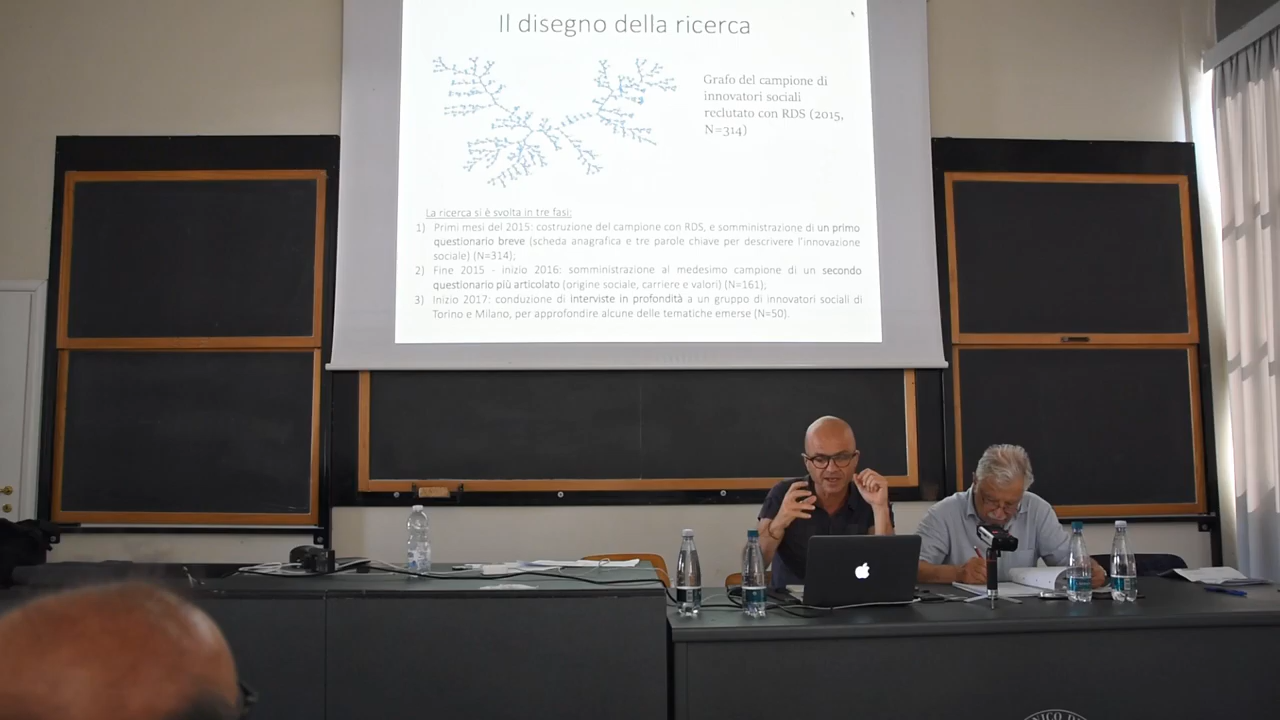 Il disegno della ricerca
Grafo del campione di
innovatori sociali
reclutato con RDS (2015,
N=314)
La ricerca si è svolta in tre fasi:
1) Primi mesi del 2015: costruzione del campione con RDS, e somministrazione di un primo
questionario breve (scheda anagrafica e tre parole chiave per descrivere l'innovazione
sociale) (N=314);
2) Fine 2015 - inizio 2016: somministrazione al medesimo campione di un secondo
questionario più articolato (origine sociale, carriere e valori) (N=161);
3) Inizio 2017: conduzione di interviste in profondità a un gruppo di innovatori sociali di
Torino e Milano, per approfondire alcune delle tematiche emerse (N=50).